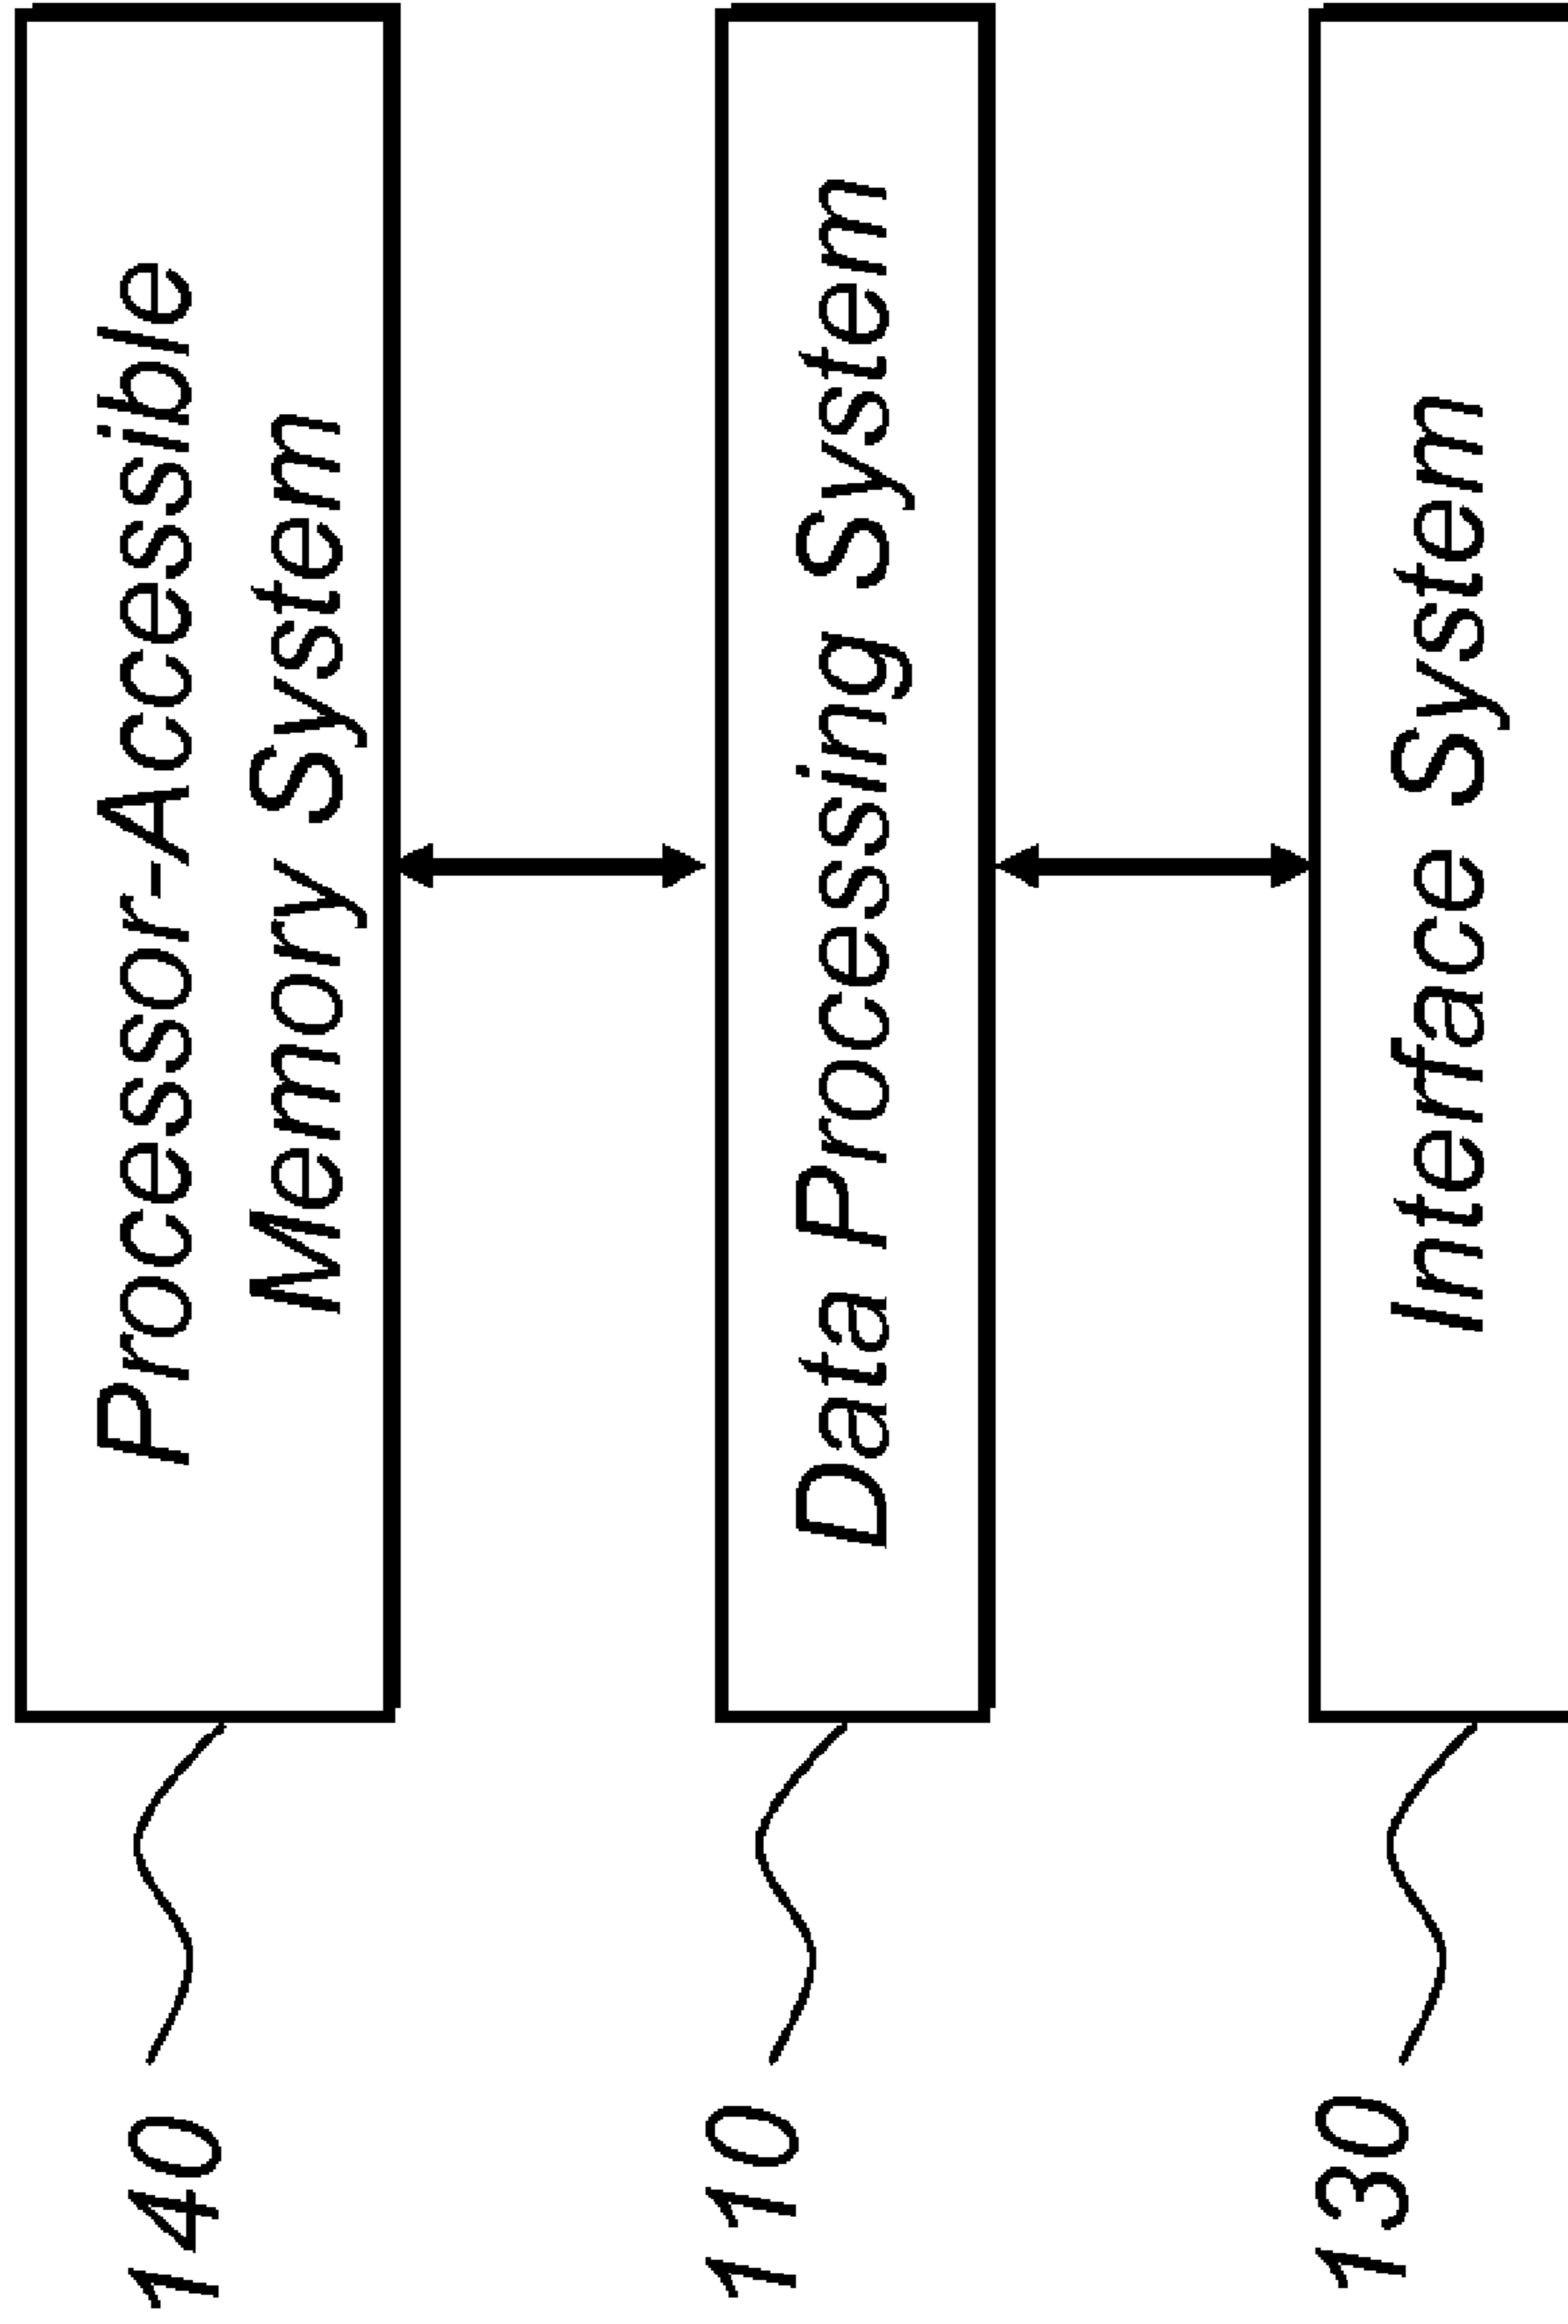 140
Processor-Accessible
Memory System
110
Data Processing System
130
Interface System